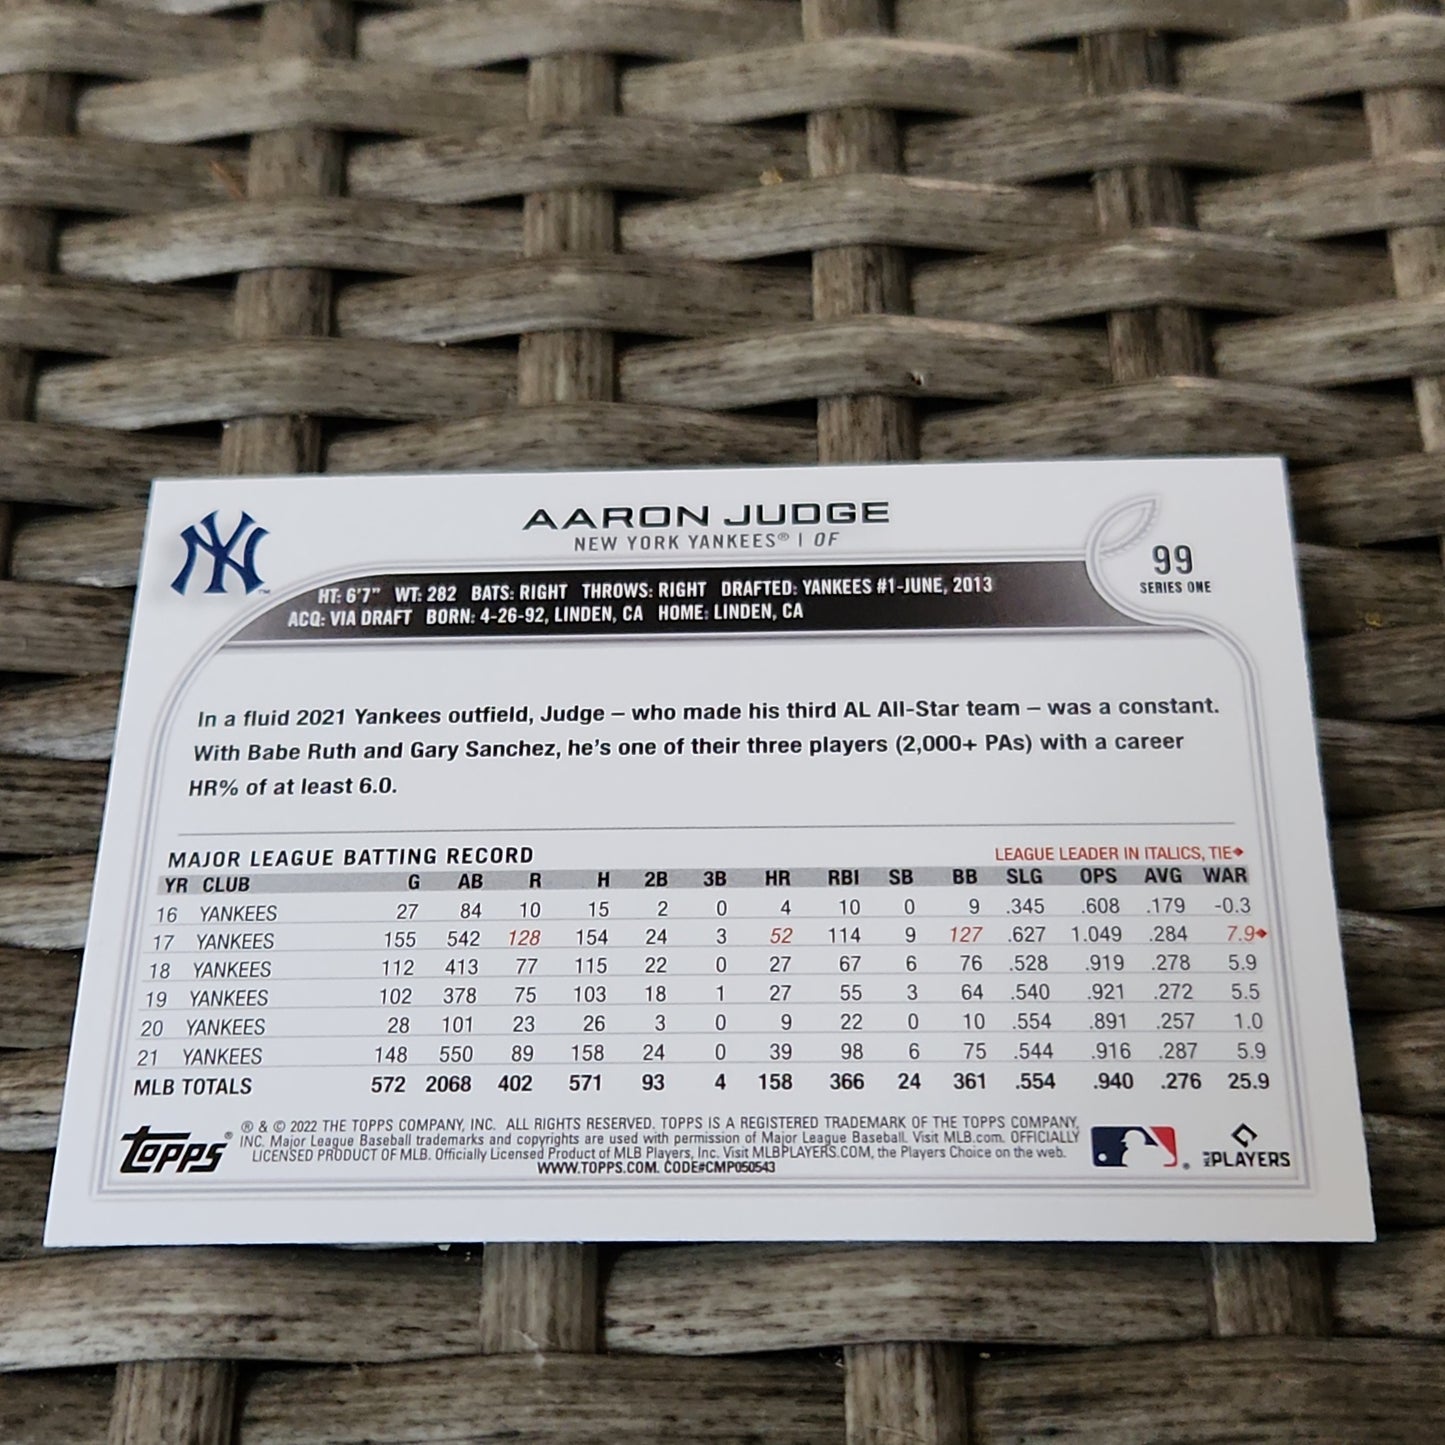 NY
AARON JUDGE
NEW YORK YANKEES® | OF
99
SERIES ONE
HT: 6'7" WT: 282 BATS: RIGHT THROWS: RIGHT DRAFTED: YANKEES #1-JUNE, 2013
ACQ: VIA DRAFT BORN: 4-26-92, LINDEN, CA HOME: LINDEN, CA
In a fluid 2021 Yankees outfield, Judge – who made his third AL All-Star team – was a constant.
With Babe Ruth and Gary Sanchez, he's one of their three players (2,000+ PAs) with a career
HR% of at least 6.0.
MAJOR LEAGUE BATTING RECORD LEAGUE LEADER IN ITALICS, TIE◆
YR CLUB G AB R H 2B 3B HR RBI SB BB SLG OPS AVG WAR
16 YANKEES 27 84 10 15 2 0 4 10 0 9 .345 .608 .179 -0.3
17 YANKEES 155 542 128 154 24 3 52 114 9 127 .627 1.049 .284 7.9◆
18 YANKEES 112 413 77 115 22 0 27 67 6 76 .528 .919 .278 5.9
19 YANKEES 102 378 75 103 18 1 27 55 3 64 .540 .921 .272 5.5
20 YANKEES 28 101 23 26 3 0 9 22 0 10 .554 .891 .257 1.0
21 YANKEES 148 550 89 158 24 0 39 98 6 75 .544 .916 .287 5.9
MLB TOTALS 572 2068 402 571 93 4 158 366 24 361 .554 .940 .276 25.9
Topps®
® & © 2022 THE TOPPS COMPANY, INC. ALL RIGHTS RESERVED. TOPPS IS A REGISTERED TRADEMARK OF THE TOPPS COMPANY,
INC. Major League Baseball trademarks and copyrights are used with permission of Major League Baseball. Visit MLB.com. OFFICIALLY
LICENSED PRODUCT OF MLB. Officially Licensed Product of MLB Players, Inc. Visit MLBPLAYERS.COM, the Players Choice on the web.
WWW.TOPPS.COM. CODE#CMP050543
MLB PLAYERS